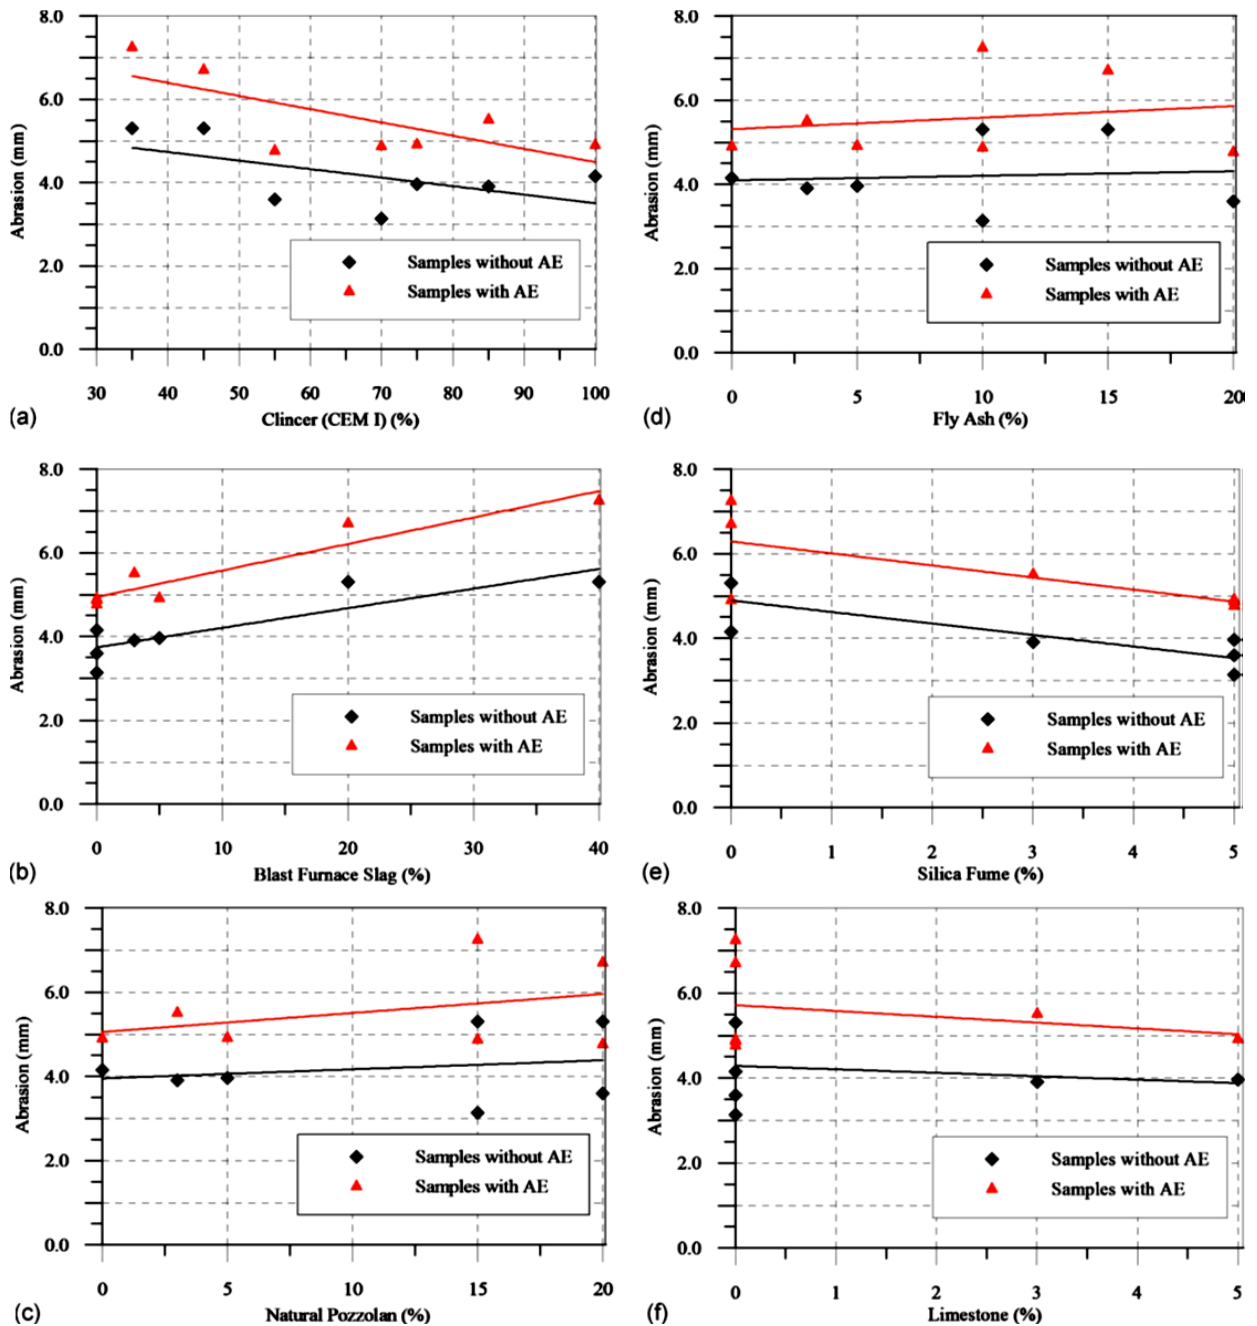 8.0
6.0
4.0
2.0
0.0
Abrasion (mm)
Samples without AE
Samples with AE
30 40 50 60 70 80 90 100
(a)
Clincer (CEM I) (%)
8.0
6.0
4.0
2.0
0.0
Abrasion (mm)
Samples without AE
Samples with AE
0 5 10 15 20
(d)
Fly Ash (%)
8.0
6.0
4.0
2.0
0.0
Abrasion (mm)
Samples without AE
Samples with AE
0 10 20 30 40
(b)
Blast Furnace Slag (%)
8.0
6.0
4.0
2.0
0.0
Abrasion (mm)
Samples without AE
Samples with AE
0 1 2 3 4 5
(e)
Silica Fume (%)
8.0
6.0
4.0
2.0
0.0
Abrasion (mm)
Samples without AE
Samples with AE
0 5 15 20
(c)
Natural Pozzolan (%)
8.0
6.0
4.0
2.0
0.0
Abrasion (mm)
Samples without AE
Samples with AE
0 1 2 3 4 5
(f)
Limestone (%)